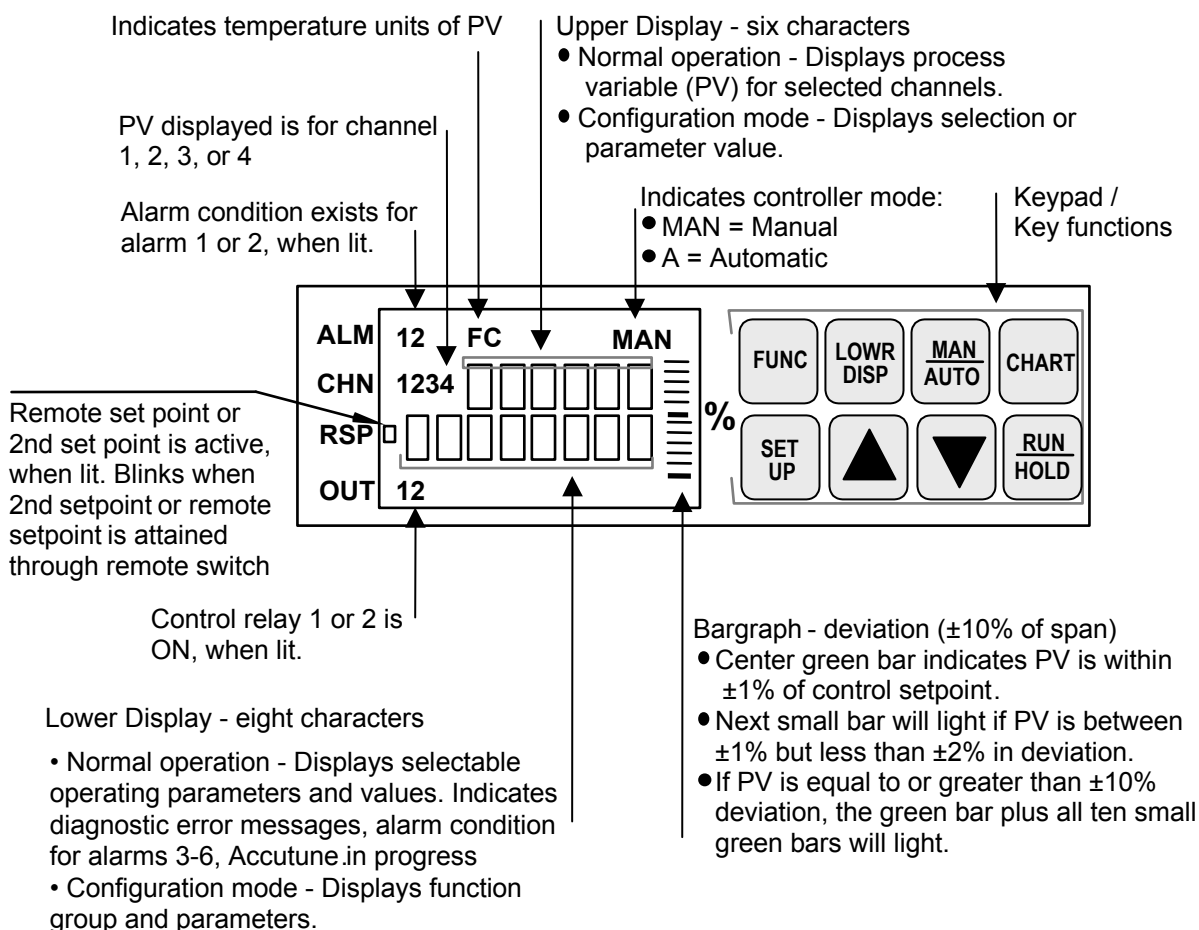 Indicates temperature units of PV
Upper Display - six characters
● Normal operation - Displays process
variable (PV) for selected channels.
● Configuration mode - Displays selection or
parameter value.
PV displayed is for channel
1, 2, 3, or 4
Alarm condition exists for
alarm 1 or 2, when lit.
Indicates controller mode:
● MAN = Manual
● A = Automatic
Keypad /
Key functions
ALM 12 FC MAN
CHN 1234
RSP
OUT 12
%
FUNC
LOWR
DISP
MAN
AUTO
CHART
SET
UP
RUN
HOLD
Remote set point or
2nd set point is active,
when lit. Blinks when
2nd setpoint or remote
setpoint is attained
through remote switch
Control relay 1 or 2 is
ON, when lit.
Lower Display - eight characters
• Normal operation - Displays selectable
operating parameters and values. Indicates
diagnostic error messages, alarm condition
for alarms 3-6, Accutune.in progress
• Configuration mode - Displays function
group and parameters.
Bargraph - deviation (±10% of span)
● Center green bar indicates PV is within
±1% of control setpoint.
● Next small bar will light if PV is between
±1% but less than ±2% in deviation.
● If PV is equal to or greater than ±10%
deviation, the green bar plus all ten small
green bars will light.